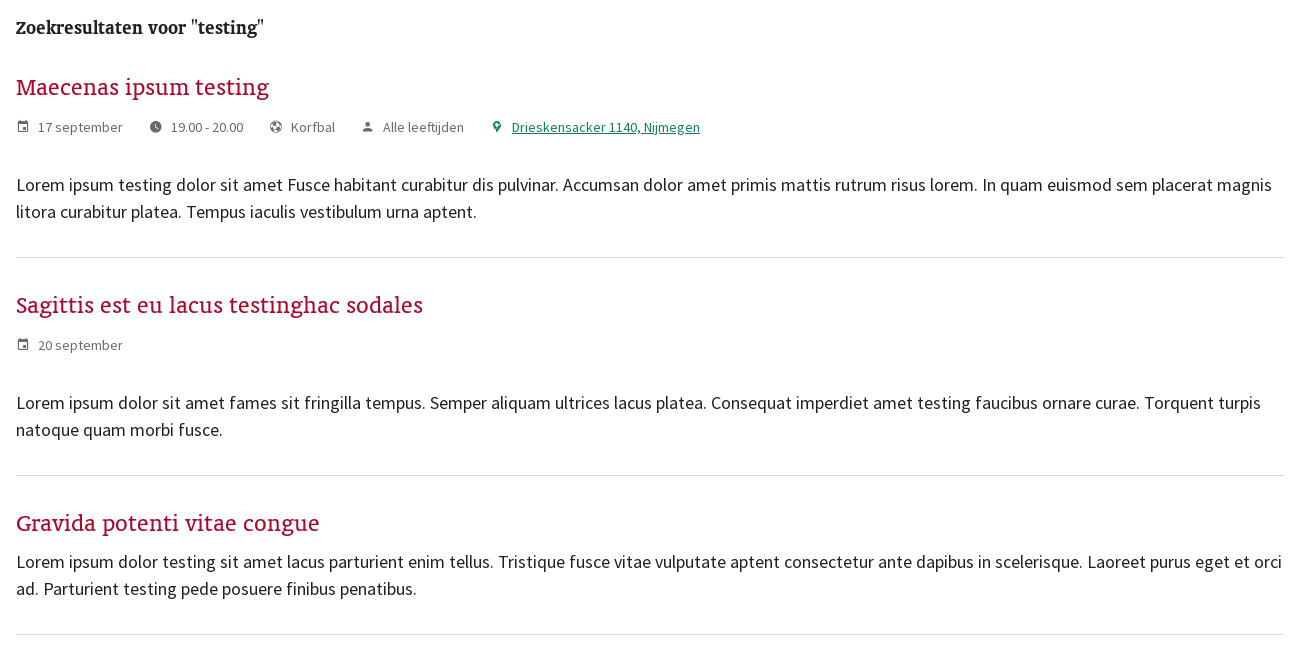 Zoekresultaten voor "testing"
Maecenas ipsum testing
17 september 19.00 - 20.00 Korfbal Alle leeftijden Drieskensacker 1140, Nijmegen
Lorem ipsum testing dolor sit amet Fusce habitant curabitur dis pulvinar. Accumsan dolor amet primis mattis rutrum risus lorem. In quam euismod sem placerat magnis
litora curabitur platea. Tempus iaculis vestibulum urna aptent.
Sagittis est eu lacus testinghac sodales
20 september
Lorem ipsum dolor sit amet fames sit fringilla tempus. Semper aliquam ultrices lacus platea. Consequat imperdiet amet testing faucibus ornare curae. Torquent turpis
natoque quam morbi fusce.
Gravida potenti vitae congue
Lorem ipsum dolor testing sit amet lacus parturient enim tellus. Tristique fusce vitae vulputate aptent consectetur ante dapibus in scelerisque. Laoreet purus eget et orci
ad. Parturient testing pede posuere finibus penatibus.